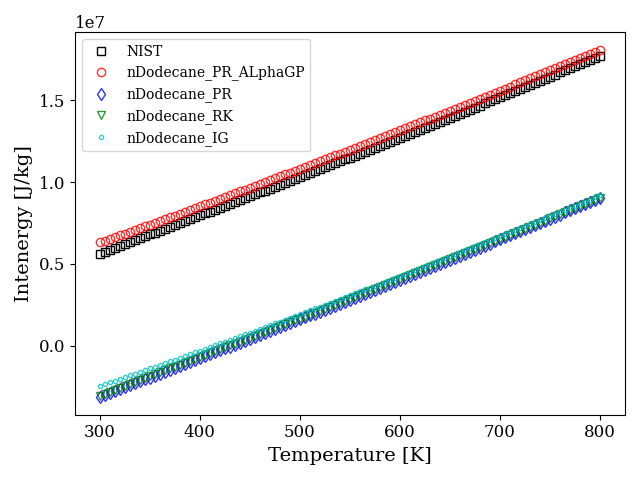 1e7
NIST
nDodecane_PR_ALphaGP
nDodecane_PR
nDodecane_RK
nDodecane_IG
1.5
1.0
0.5
0.0
Intenergy [J/kg]
300 400 500 600 700 800
Temperature [K]